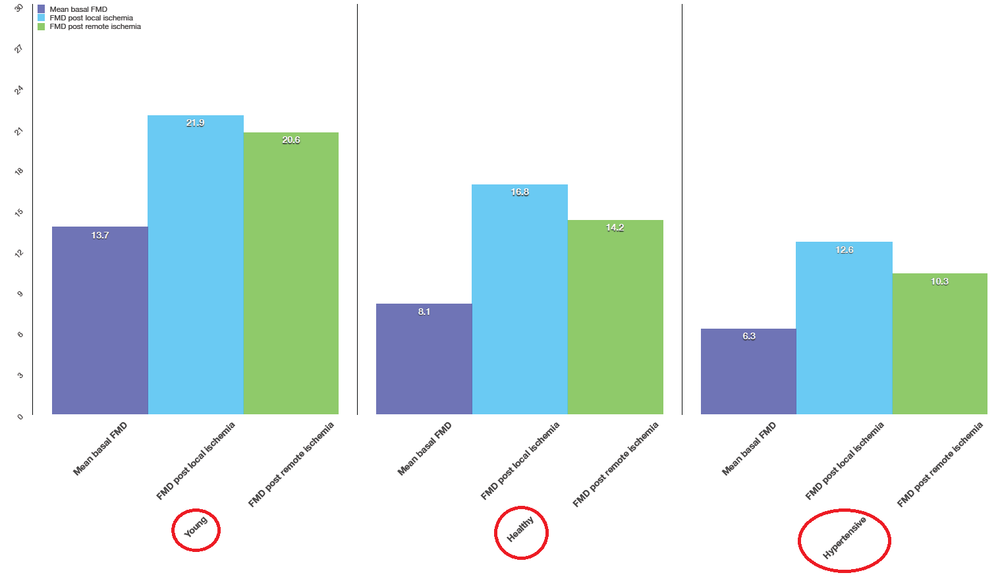 Mean basal FMD
FMD post local ischemia
FMD post remote ischemia
30
27
24
21
18
15
12
9
6
3
0
13.7
21.9
20.6
8.1
16.8
14.2
6.3
12.6
10.3
Mean basal FMD
FMD post local ischemia
FMD post remote ischemia
Mean basal FMD
FMD post local ischemia
FMD post remote ischemia
Mean basal FMD
FMD post local ischemia
FMD post remote ischemia
Young
Healthy
Hypertensive